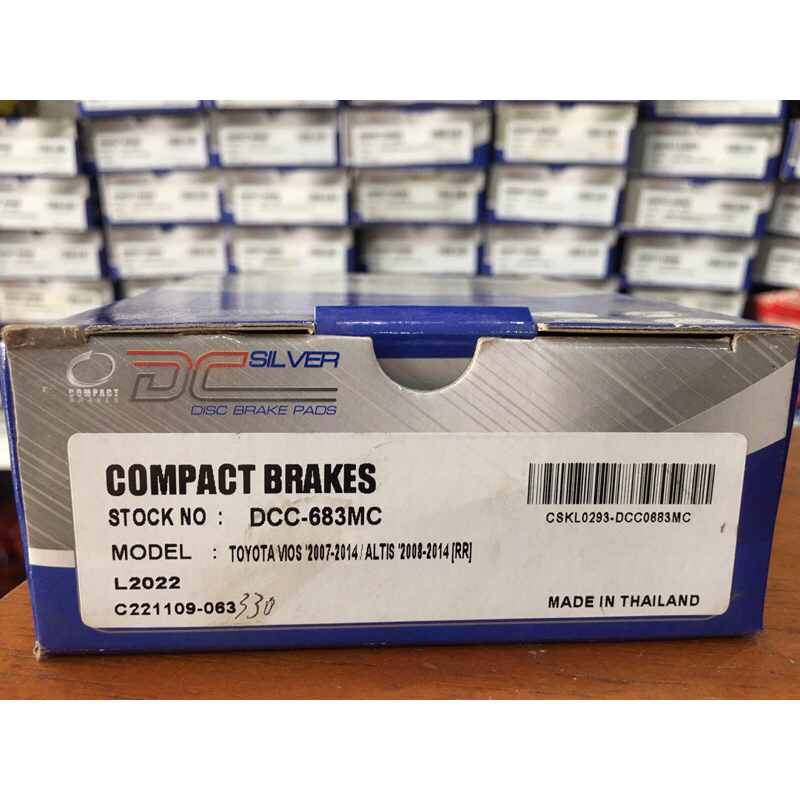 DC SILVER
COMPACT
BRAKES
DISC BRAKE PADS
COMPACT BRAKES
STOCK NO : DCC-683MC
CSKL0293-DCC0683MC
MODEL : TOYOTA VIOS '2007-2014 / ALTIS '2008-2014 [RR]
L2022
C221109-063 330
MADE IN THAILAND